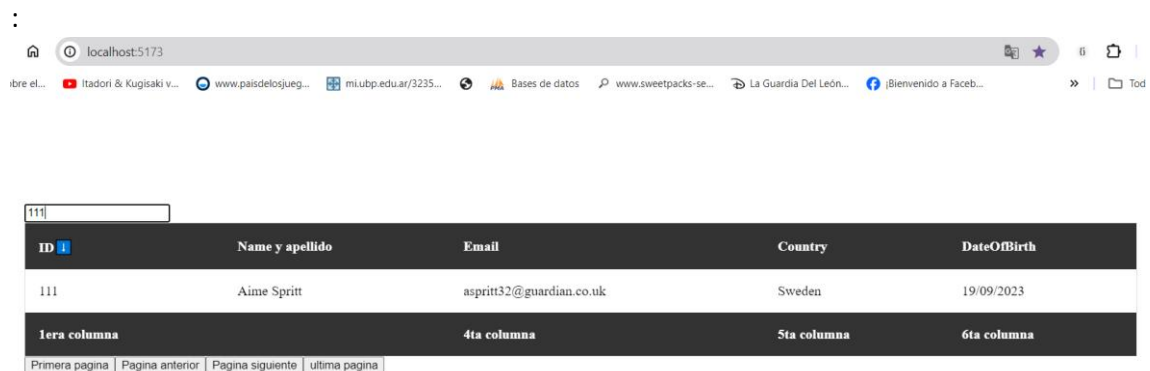 :
localhost:5173
obre el... Itadori & Kugisaki v... www.paisdelosjueg... mi.ubp.edu.ar/3235... Bases de datos www.sweetpacks-se... La Guardia Del León... ¡Bienvenido a Faceb... » Tod
111
ID ↓ Name y apellido Email Country DateOfBirth
111 Aime Spritt aspritt32@guardian.co.uk Sweden 19/09/2023
1era columna 4ta columna 5ta columna 6ta columna
Primera pagina Pagina anterior Pagina siguiente ultima pagina